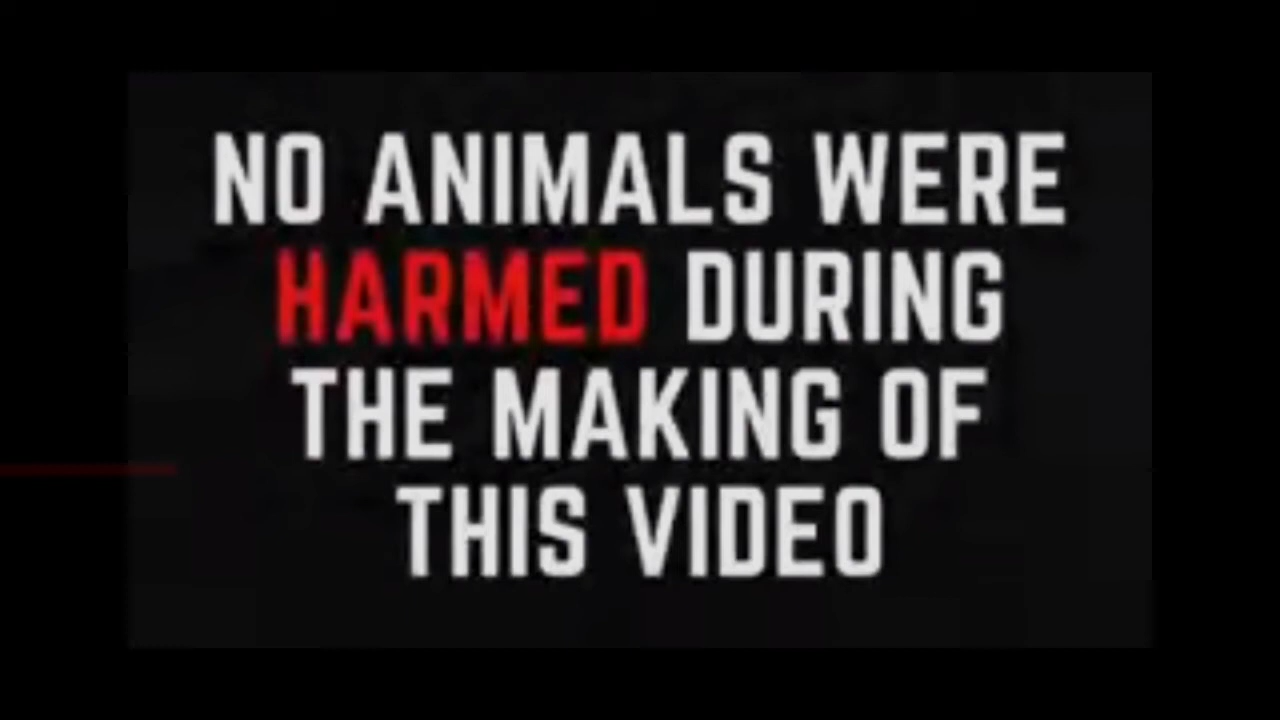 NO ANIMALS WERE
HARMED DURING
THE MAKING OF
THIS VIDEO